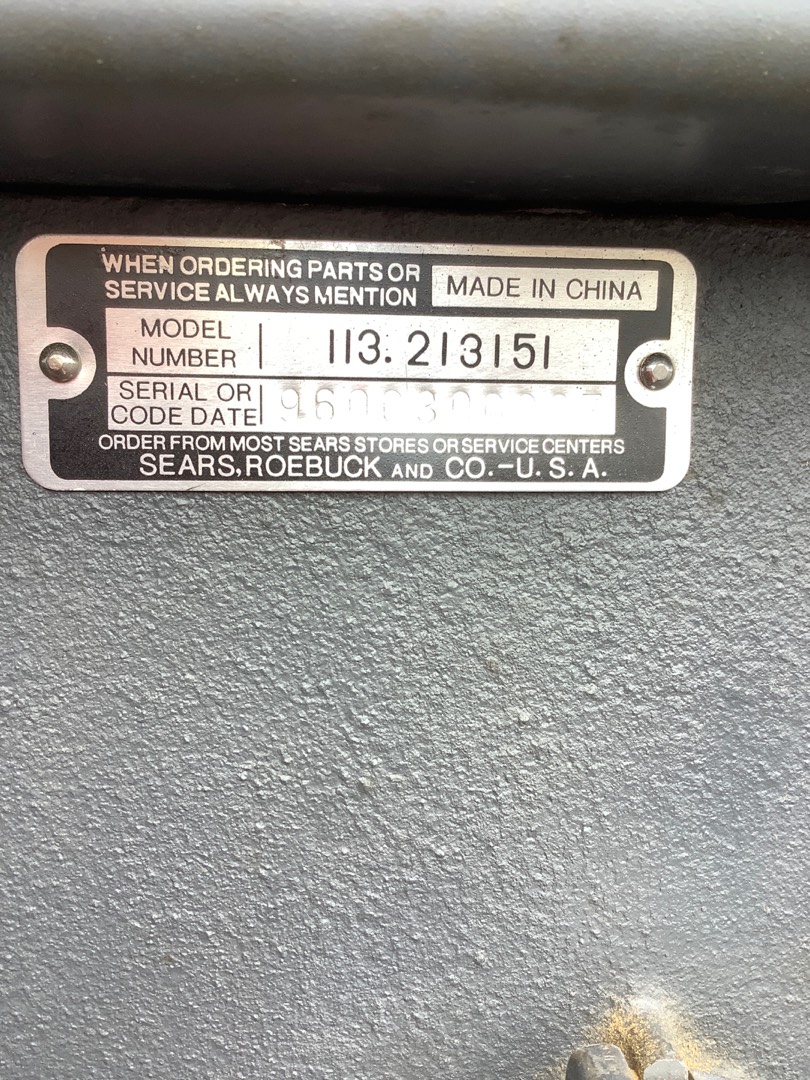 WHEN ORDERING PARTS OR
SERVICE ALWAYS MENTION
MADE IN CHINA
MODEL
NUMBER
113.213151
SERIAL OR
CODE DATE
ORDER FROM MOST SEARS STORES OR SERVICE CENTERS
SEARS, ROEBUCK AND CO.-U. S. A.